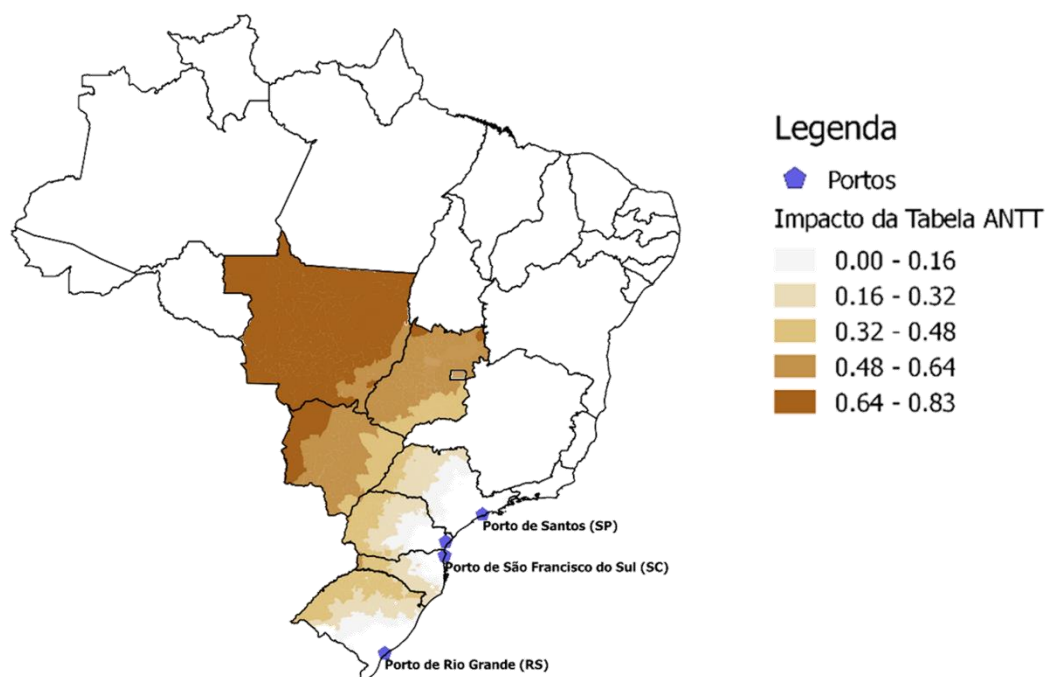 Legenda
Portos
Impacto da Tabela ANTT
0.00 - 0.16
0.16 - 0.32
0.32 - 0.48
0.48 - 0.64
0.64 - 0.83
Porto de Santos (SP)
Porto de São Francisco do Sul (SC)
Porto de Rio Grande (RS)